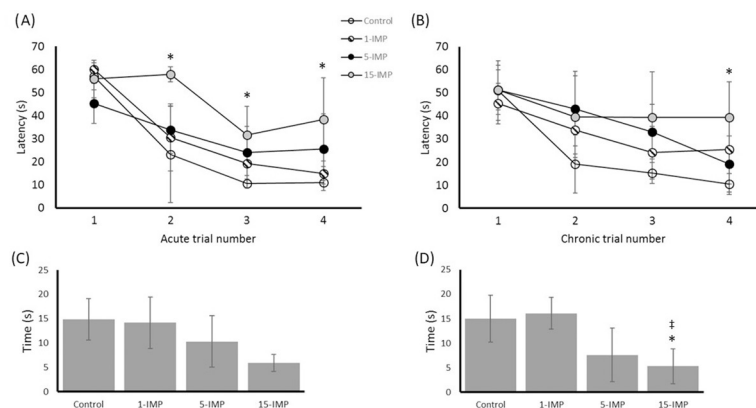 (A)
Control
1-IMP
5-IMP
15-IMP
70
60
50
40
30
20
10
0
Latency (s)
*
*
*
1 2 3 4
Acute trial number
(B)
70
60
50
40
30
20
10
0
Latency (s)
*
1 2 3 4
Chronic trial number
(C)
25
20
15
10
5
0
Time (s)
Control 1-IMP 5-IMP 15-IMP
(D)
25
20
15
10
5
0
Time (s)
‡
*
Control 1-IMP 5-IMP 15-IMP